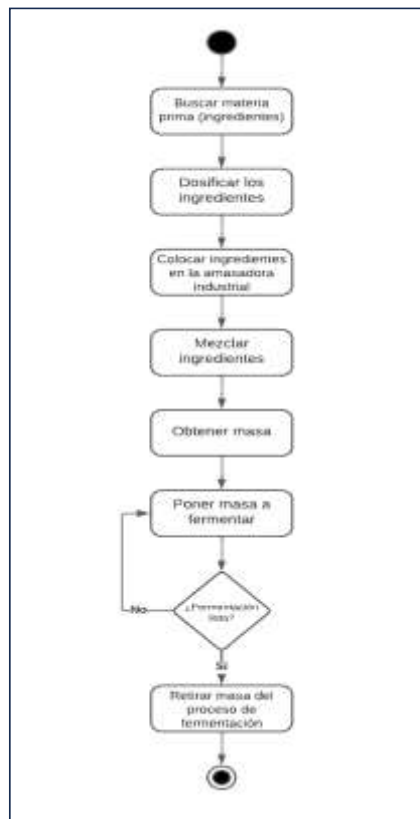 Buscar materia
prima (ingredientes)
Dosificar los
ingredientes
Colocar ingredientes
en la amasadora
industrial
Mezclar
ingredientes
Obtener masa
Poner masa a
fermentar
¿Fermentación
lista?
No
Si
Retirar masa del
proceso de
fermentación